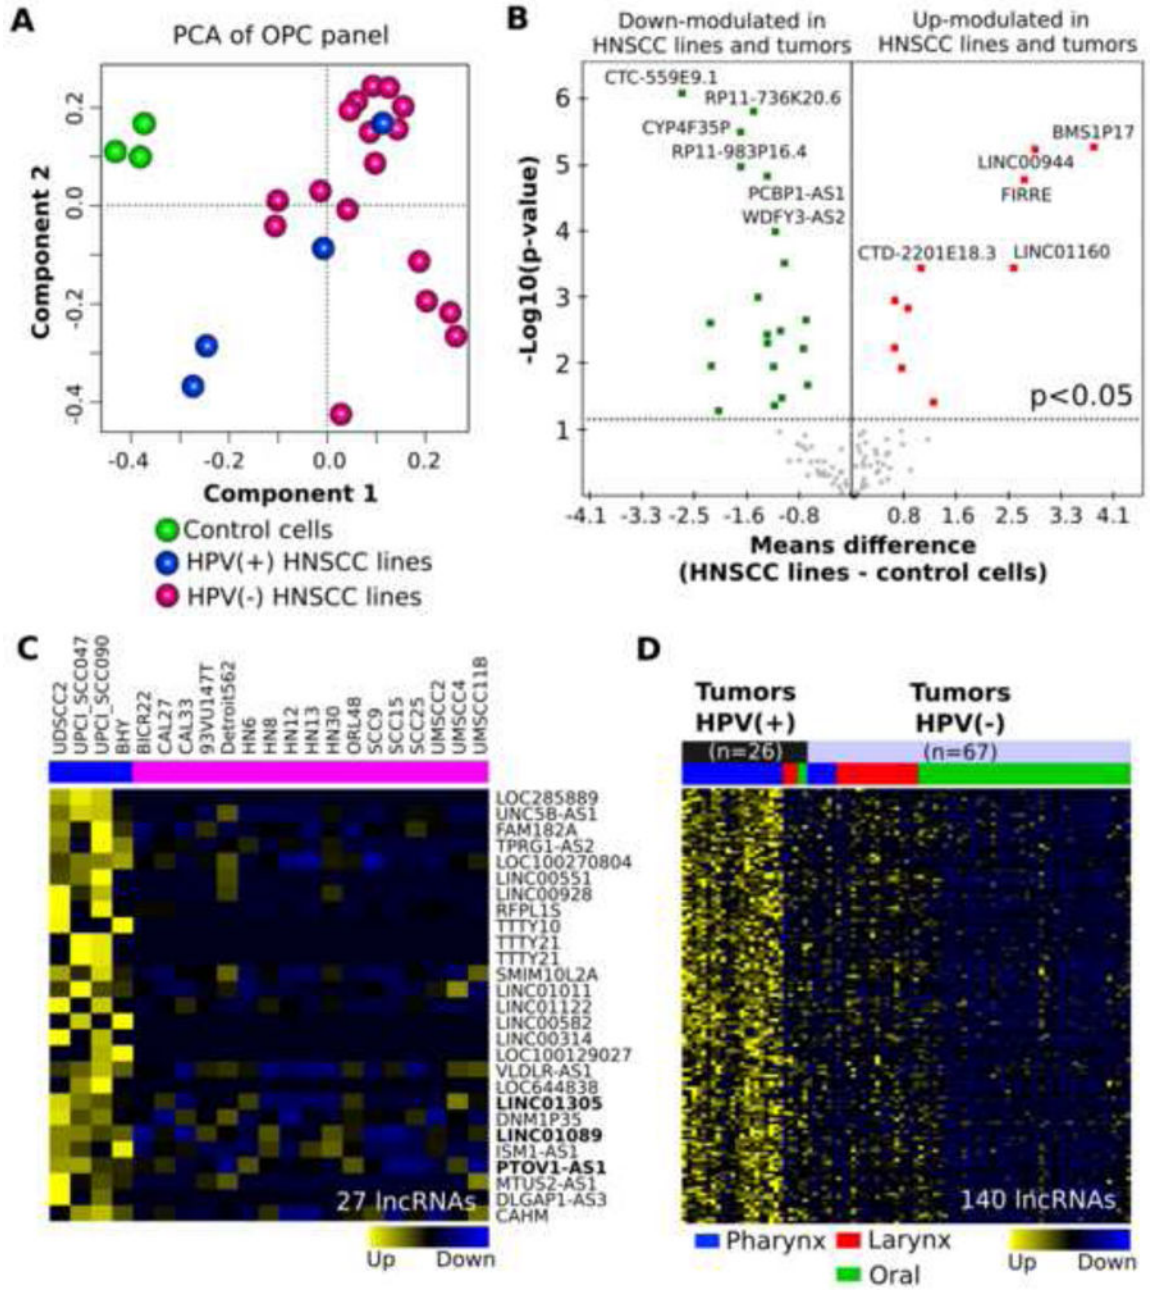 A
PCA of OPC panel
Component 2
0.2
0.0
-0.2
-0.4
-0.4
-0.2
0.0
0.2
Component 1
Control cells
HPV(+) HNSCC lines
HPV(-) HNSCC lines
B
Down-modulated in
HNSCC lines and tumors
Up-modulated in
HNSCC lines and tumors
-Log10(p-value)
6
5
4
3
2
1
CTC-559E9.1
RP11-736K20.6
CYP4F35P
RP11-983P16.4
PCBP1-AS1
WDFY3-AS2
BMS1P17
LINC00944
FIRRE
CTD-2201E18.3
LINC01160
p<0.05
-4.1 -3.3 -2.5 -1.6 -0.8 0.8 1.6 2.5 3.3 4.1
Means difference
(HNSCC lines - control cells)
C
UDSCC2
UPCI_SCC047
UPCI_SCC090
BHY
BICR22
CAL27
CAL33
93VU147T
Detroit562
HN6
HN8
HN12
HN13
HN30
ORL48
SCC9
SCC15
SCC25
UMSCC2
UMSCC4
UMSCC11B
LOC285889
UNC5B-AS1
FAM182A
TPRG1-AS2
LOC100270804
LINC00551
LINC00928
RFPL1S
TTTY10
TTTY21
TTTY21
SMIM10L2A
LINC01011
LINC01122
LINC00582
LINC00314
LOC100129027
VLDLR-AS1
LOC644838
LINC01305
DNM1P35
LINC01089
ISM1-AS1
PTOV1-AS1
MTUS2-AS1
DLGAP1-AS3
CAHM
27 lncRNAs
Up
Down
D
Tumors
HPV(+)
(n=26)
Tumors
HPV(-)
(n=67)
140 lncRNAs
Pharynx
Larynx
Oral
Up
Down